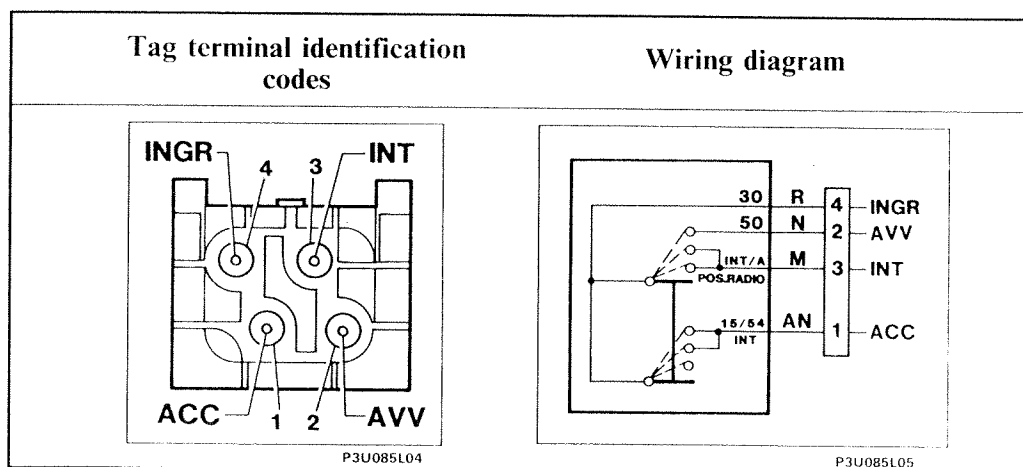 Tag terminal identification
codes
Wiring diagram
INGR 4 3 INT
ACC 1 2 AVV
P3U085L04
30 R 4 INGR
50 N 2 AVV
INT/A M 3 INT
POS.RADIO
15/54 AN 1 ACC
INT
P3U085L05